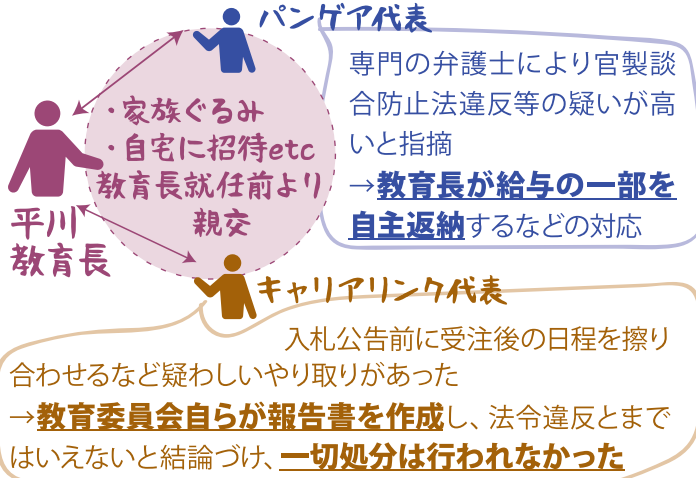 パンゲア代表
専門の弁護士により官製談
合防止法違反等の疑いが高
いと指摘
→教育長が給与の一部を
自主返納するなどの対応
・家族ぐるみ
・自宅に招待etc
教育長就任前より
親交
平川
教育長
キャリアリンク代表
入札公告前に受注後の日程を擦り
合わせるなど疑わしいやり取りがあった
→教育委員会自らが報告書を作成し、法令違反とまで
はいえないと結論づけ、一切処分は行われなかった